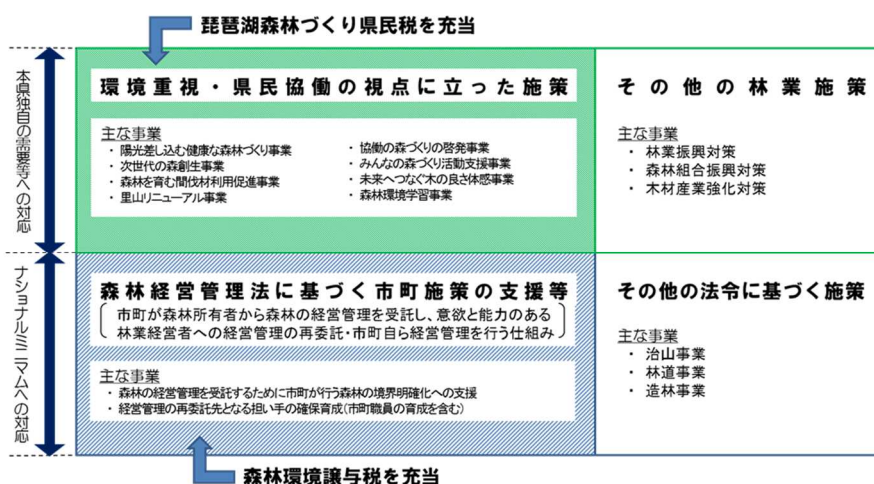 琵琶湖森林づくり県民税を充当
本県独自の需要等への対応
環境重視・県民協働の視点に立った施策
主な事業
・ 陽光差し込む健康な森林づくり事業
・ 次世代の森創生事業
・ 森林を育む間伐材利用促進事業
・ 里山リニューアル事業
・ 協働の森づくりの啓発事業
・ みんなの森づくり活動支援事業
・ 未来へつなぐ木の良さ体感事業
・ 森林環境学習事業
その他の林業施策
主な事業
・ 林業振興対策
・ 森林組合振興対策
・ 木材産業強化対策
ナショナルミニマムへの対応
森林経営管理法に基づく市町施策の支援等
市町が森林所有者から森林の経営管理を受託し、意欲と能力のある
林業経営者への経営管理の再委託・市町自ら経営管理を行う仕組み
主な事業
・ 森林の経営管理を受託するために市町が行う森林の境界明確化への支援
・ 経営管理の再委託先となる担い手の確保育成(市町職員の育成を含む)
その他の法令に基づく施策
主な事業
・ 治山事業
・ 林道事業
・ 造林事業
森林環境譲与税を充当